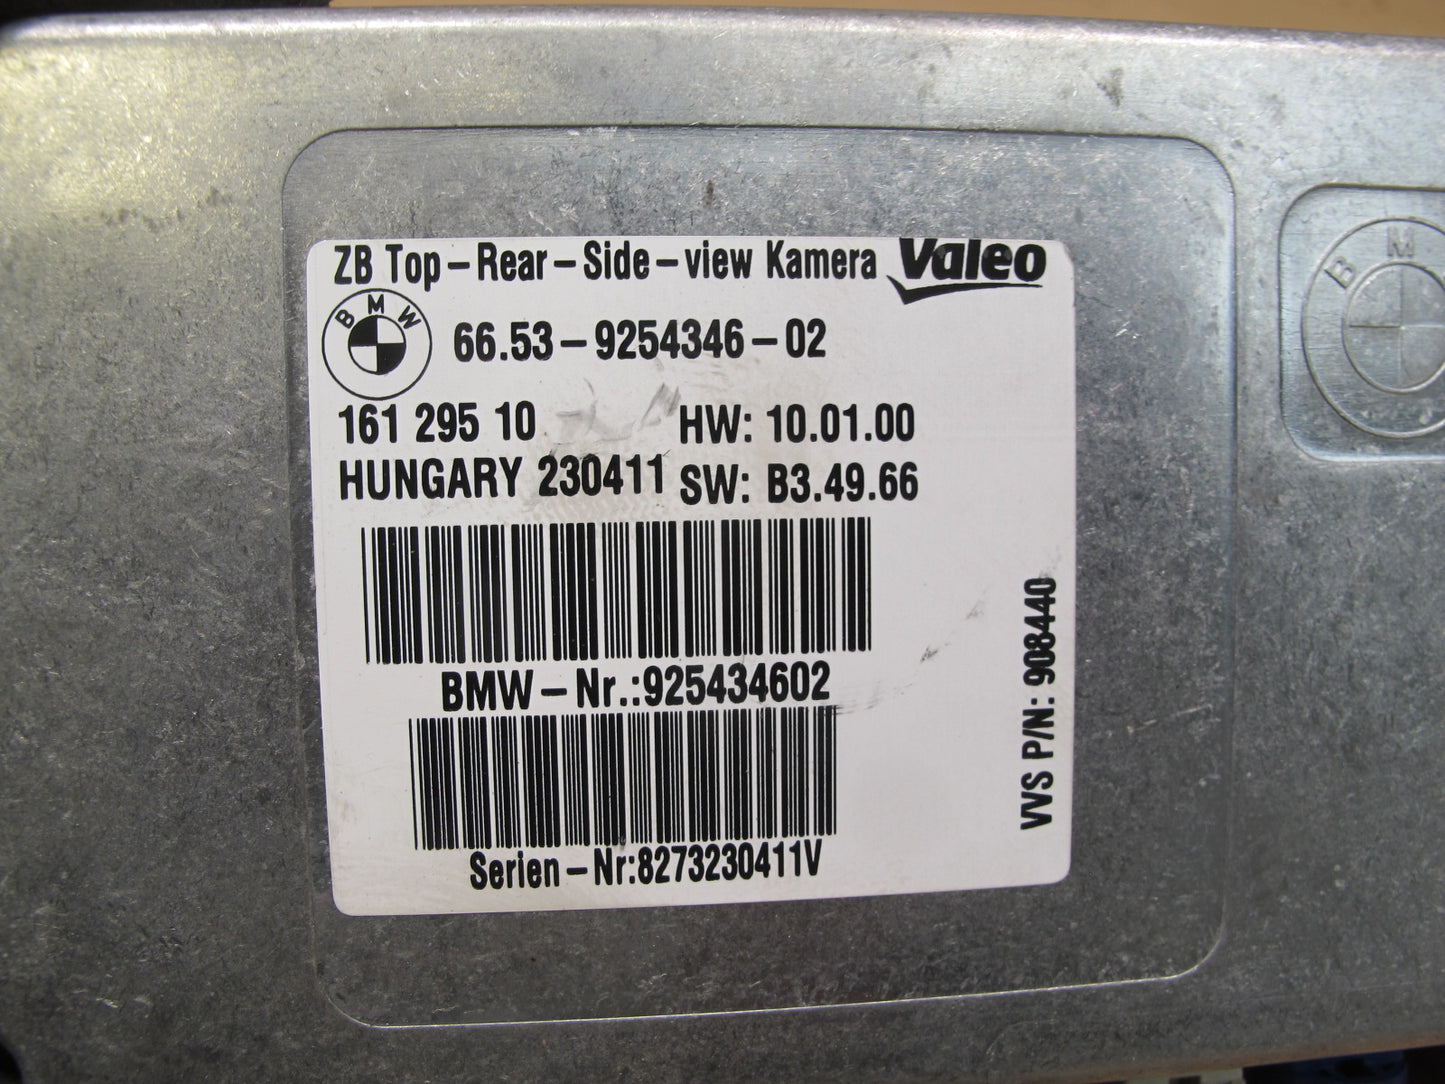 ZB Top-Rear-Side-view Kamera Valeo
BMW
66.53-9254346-02
161 295 10 HW: 10.01.00
HUNGARY 230411 SW: B3.49.66
BMW-Nr.:925434602
Serien-Nr:8273230411V
VVS P/N: 908440
B M